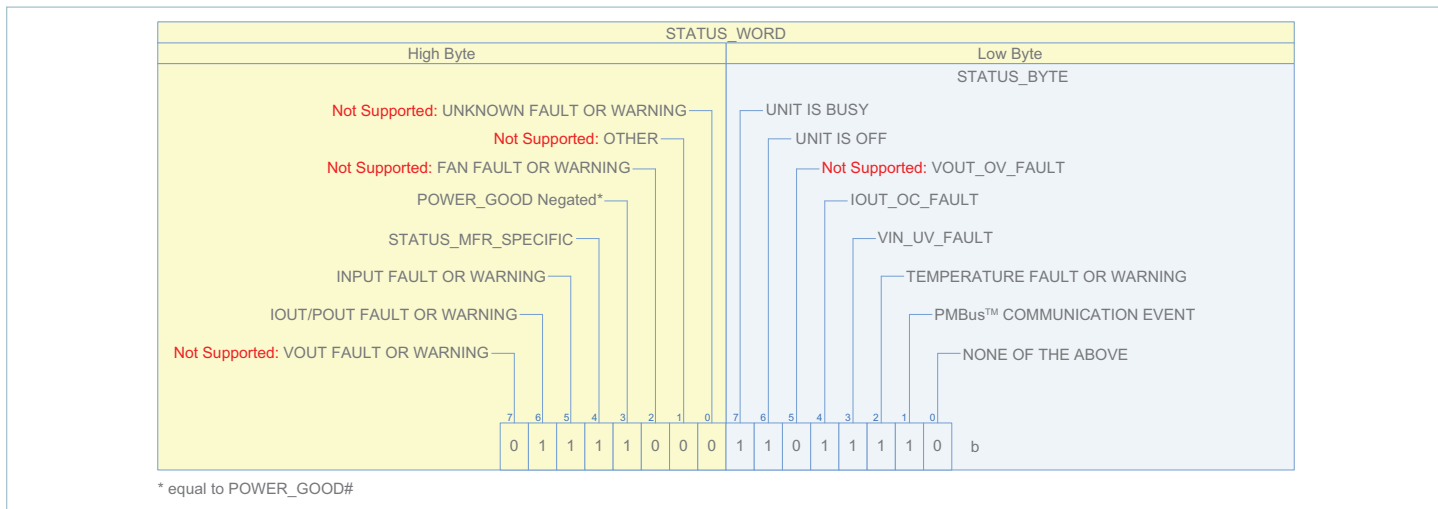 STATUS_WORD
High Byte
Low Byte
STATUS_BYTE
Not Supported: UNKNOWN FAULT OR WARNING
UNIT IS BUSY
Not Supported: OTHER
UNIT IS OFF
Not Supported: FAN FAULT OR WARNING
Not Supported: VOUT_OV_FAULT
POWER_GOOD Negated*
IOUT_OC_FAULT
STATUS_MFR_SPECIFIC
VIN_UV_FAULT
INPUT FAULT OR WARNING
TEMPERATURE FAULT OR WARNING
IOUT/POUT FAULT OR WARNING
PMBus™ COMMUNICATION EVENT
Not Supported: VOUT FAULT OR WARNING
NONE OF THE ABOVE
7 6 5 4 3 2 1 0 7 6 5 4 3 2 1 0
0 1 1 1 1 0 0 0 1 1 0 1 1 1 1 0 b
* equal to POWER_GOOD#